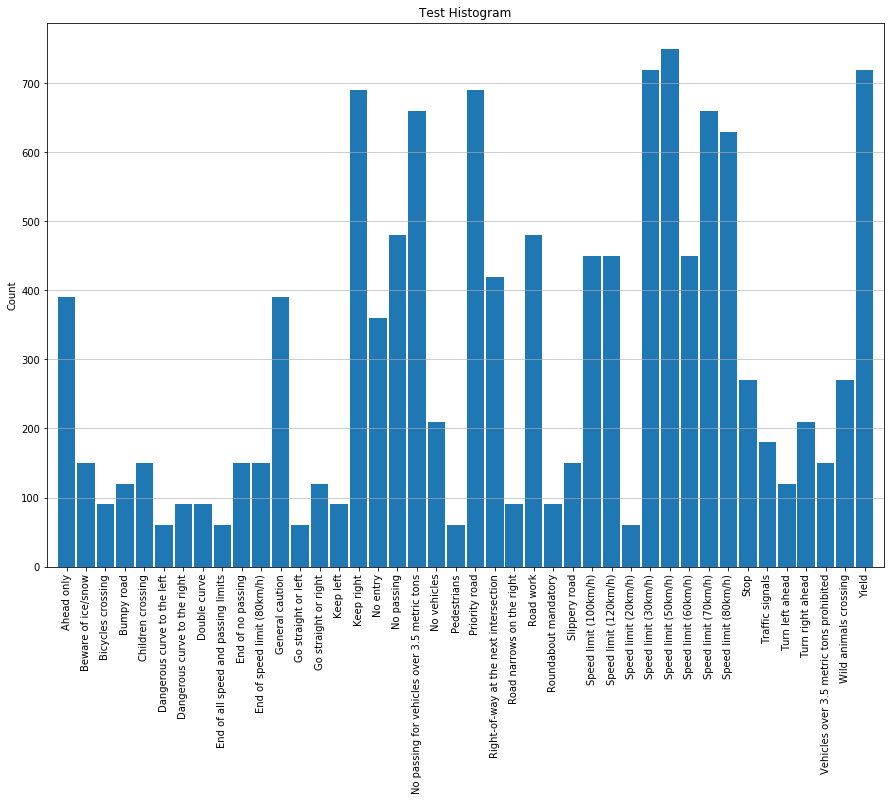 Test Histogram
Count
700
600
500
400
300
200
100
0
Ahead only
Beware of ice/snow
Bicycles crossing
Bumpy road
Children crossing
Dangerous curve to the left
Dangerous curve to the right
Double curve
End of all speed and passing limits
End of no passing
End of speed limit (80km/h)
General caution
Go straight or left
Go straight or right
Keep left
Keep right
No entry
No passing
No passing for vehicles over 3.5 metric tons
No vehicles
Pedestrians
Priority road
Right-of-way at the next intersection
Road narrows on the right
Road work
Roundabout mandatory
Slippery road
Speed limit (100km/h)
Speed limit (120km/h)
Speed limit (20km/h)
Speed limit (30km/h)
Speed limit (50km/h)
Speed limit (60km/h)
Speed limit (70km/h)
Speed limit (80km/h)
Stop
Traffic signals
Turn left ahead
Turn right ahead
Vehicles over 3.5 metric tons prohibited
Wild animals crossing
Yield